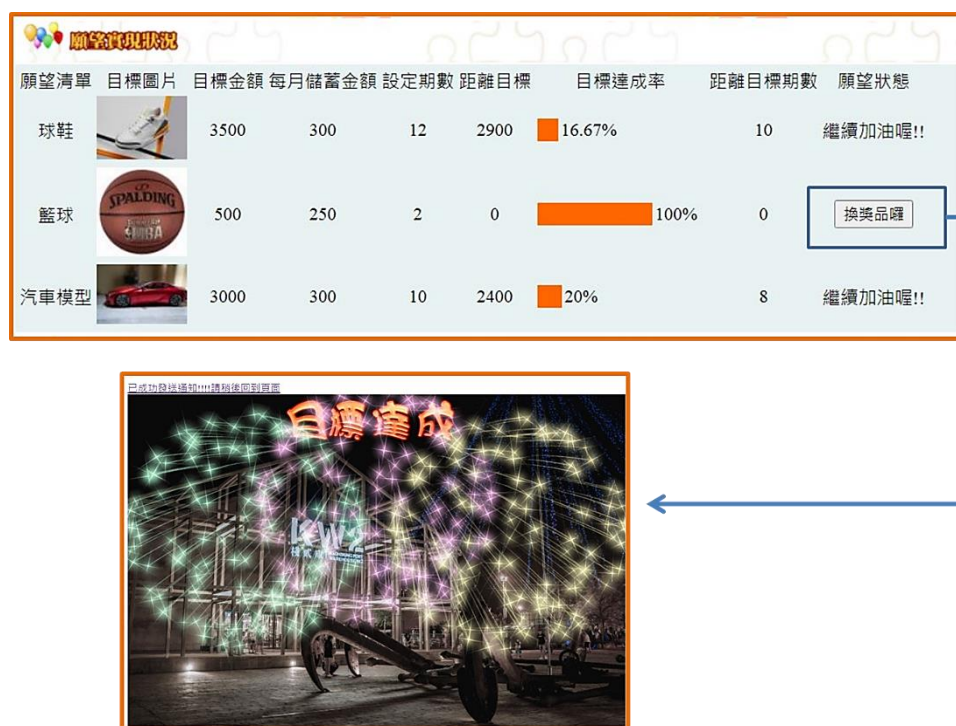 願望實現狀況
願望清單 目標圖片 目標金額 每月儲蓄金額 設定期數 距離目標 目標達成率 距離目標期數 願望狀態
球鞋 3500 300 12 2900 16.67% 10 繼續加油喔!!
SPALDING
NBA
籃球 500 250 2 0 100% 0 換獎品囉
汽車模型 3000 300 10 2400 20% 8 繼續加油喔!!
已成功發送通知!!!!請稍後回到頁面
目標達成
KW2